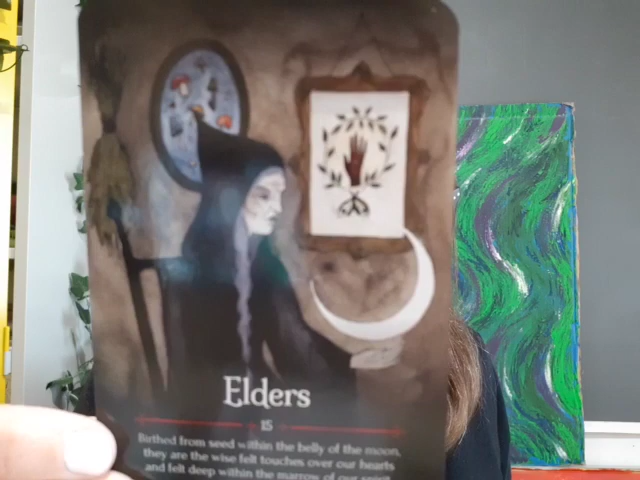 Elders
15
Birthed from seed within the belly of the moon,
they are the wise felt touches over our hearts
and felt deep within the marrow of our